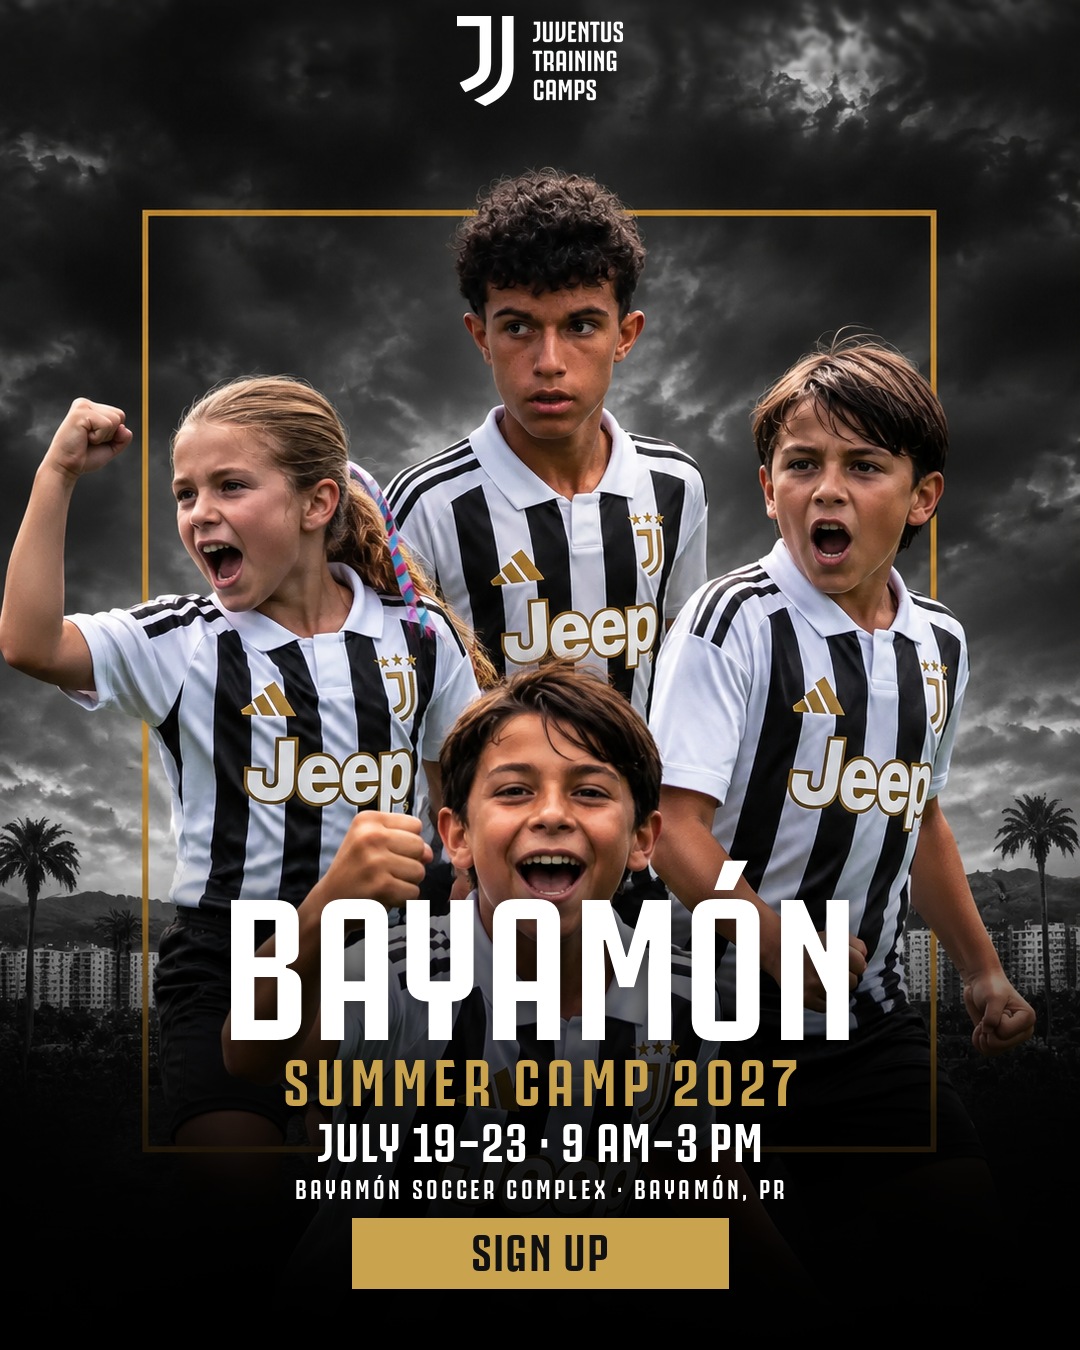 JUVENTUS
TRAINING
CAMPS
Jeep
Jeep
Jeep
BAYAMÓN
SUMMER CAMP 2027
JULY 19–23 · 9 AM–3 PM
BAYAMÓN SOCCER COMPLEX · BAYAMÓN, PR
Jeep
SIGN UP